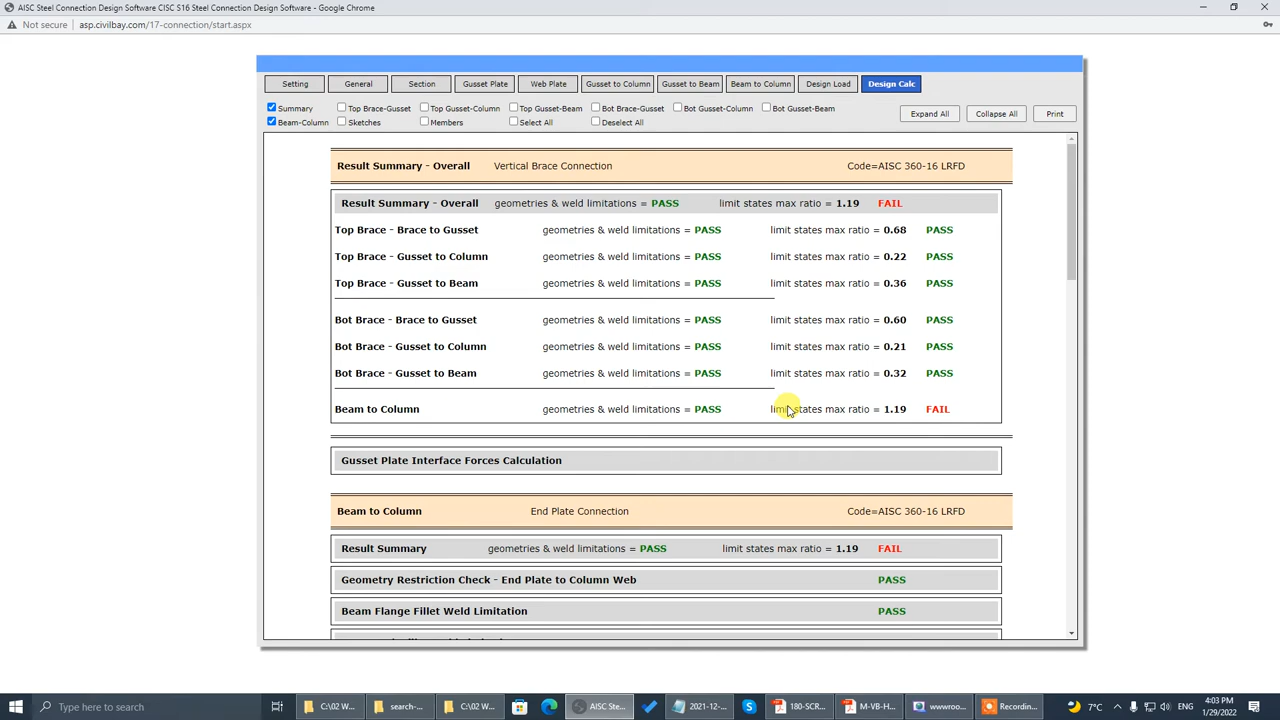 AISC Steel Connection Design Software CISC S16 Steel Connection Design Software - Google Chrome
Not secure | asp.civilbay.com/17-connection/start.aspx
Setting General Section Gusset Plate Web Plate Gusset to Column Gusset to Beam Beam to Column Design Load Design Calc
Summary Top Brace-Gusset Top Gusset-Column Top Gusset-Beam Bot Brace-Gusset Bot Gusset-Column Bot Gusset-Beam
Beam-Column Sketches Members Select All Deselect All
Expand All Collapse All Print
Result Summary - Overall Vertical Brace Connection Code=AISC 360-16 LRFD
Result Summary - Overall geometries & weld limitations = PASS limit states max ratio = 1.19 FAIL
Top Brace - Brace to Gusset geometries & weld limitations = PASS limit states max ratio = 0.68 PASS
Top Brace - Gusset to Column geometries & weld limitations = PASS limit states max ratio = 0.22 PASS
Top Brace - Gusset to Beam geometries & weld limitations = PASS limit states max ratio = 0.36 PASS
Bot Brace - Brace to Gusset geometries & weld limitations = PASS limit states max ratio = 0.60 PASS
Bot Brace - Gusset to Column geometries & weld limitations = PASS limit states max ratio = 0.21 PASS
Bot Brace - Gusset to Beam geometries & weld limitations = PASS limit states max ratio = 0.32 PASS
Beam to Column geometries & weld limitations = PASS limit states max ratio = 1.19 FAIL
Gusset Plate Interface Forces Calculation
Beam to Column End Plate Connection Code=AISC 360-16 LRFD
Result Summary geometries & weld limitations = PASS limit states max ratio = 1.19 FAIL
Geometry Restriction Check - End Plate to Column Web PASS
Beam Flange Fillet Weld Limitation PASS
Type here to search C:\02 W... search-... C:\02 W... AISC Ste... 2021-12-... 180-SCR... M-VB-H... wwwroo... Recordin... 7°C ENG 4:03 PM
1/29/2022